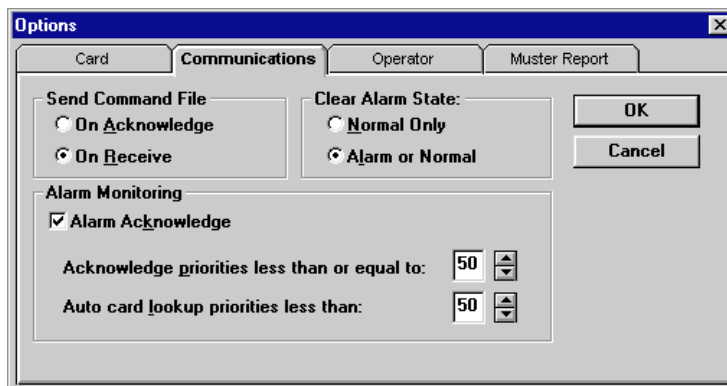 Options
Card Communications Operator Muster Report
Send Command File
On Acknowledge
On Receive
Clear Alarm State:
Normal Only
Alarm or Normal
OK
Cancel
Alarm Monitoring
Alarm Acknowledge
Acknowledge priorities less than or equal to: 50
Auto card lookup priorities less than: 50